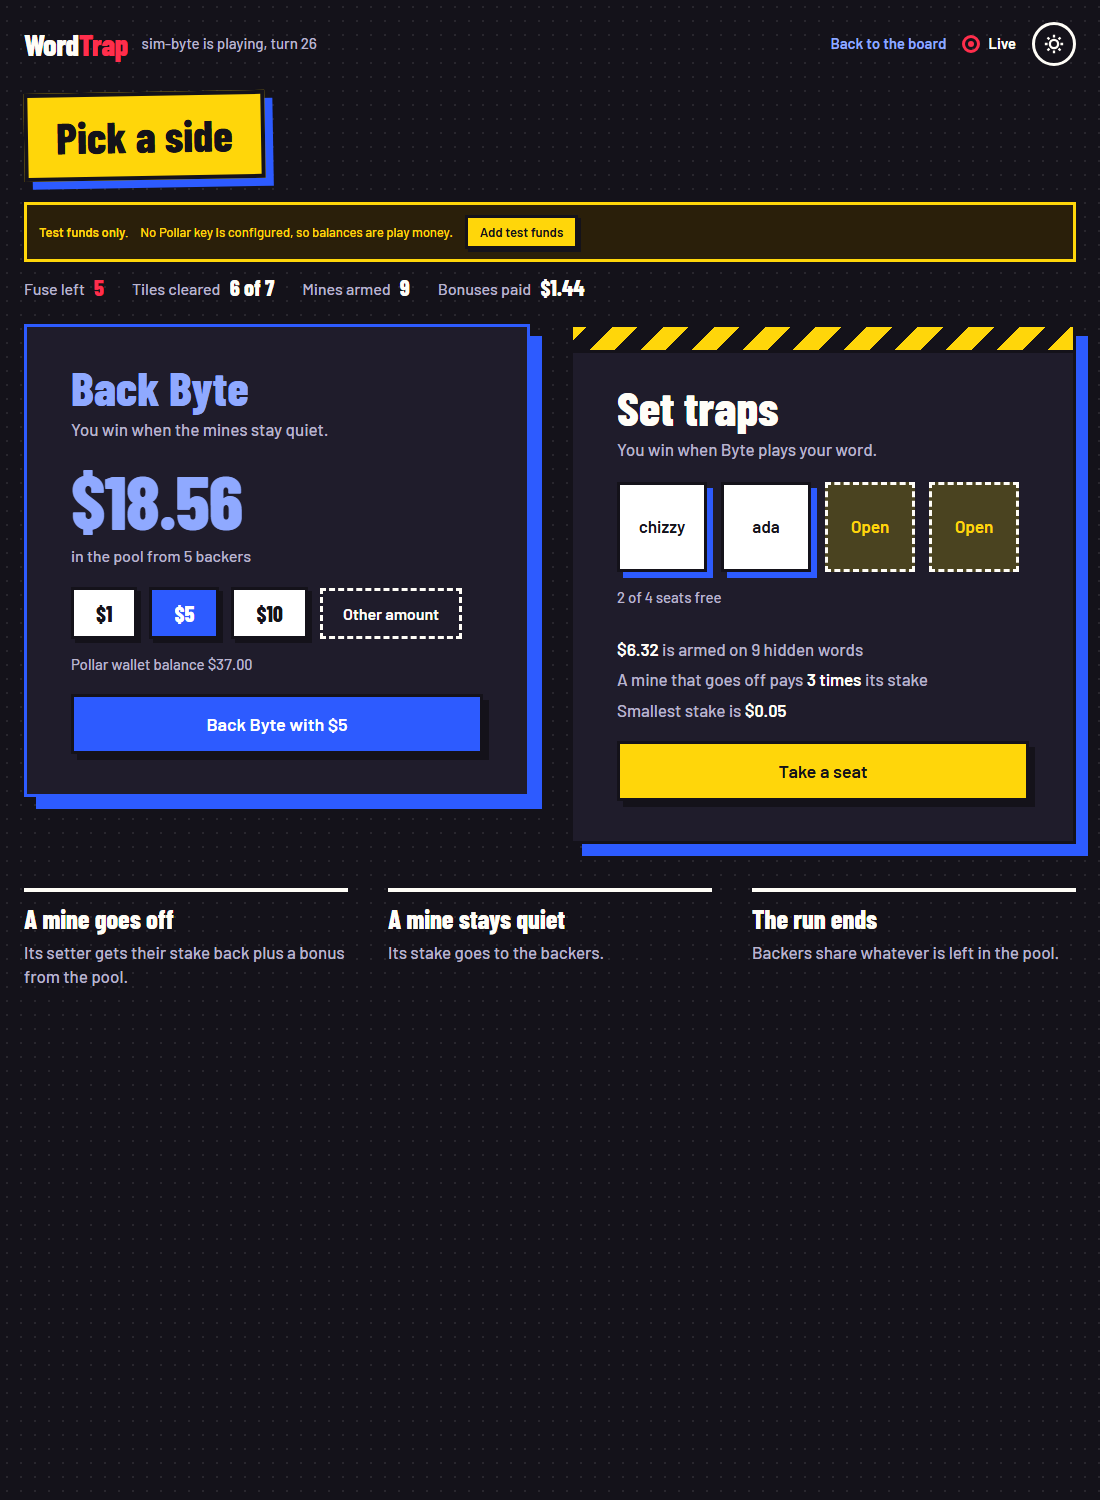 WordTrap
sim-byte is playing, turn 26
Back to the board
Live
Pick a side
Test funds only. No Pollar key is configured, so balances are play money.
Add test funds
Fuse left 5
Tiles cleared 6 of 7
Mines armed 9
Bonuses paid $1.44
Back Byte
You win when the mines stay quiet.
$18.56
in the pool from 5 backers
$1
$5
$10
Other amount
Pollar wallet balance $37.00
Back Byte with $5
Set traps
You win when Byte plays your word.
chizzy
ada
Open
Open
2 of 4 seats free
$6.32 is armed on 9 hidden words
A mine that goes off pays 3 times its stake
Smallest stake is $0.05
Take a seat
A mine goes off
Its setter gets their stake back plus a bonus
from the pool.
A mine stays quiet
Its stake goes to the backers.
The run ends
Backers share whatever is left in the pool.